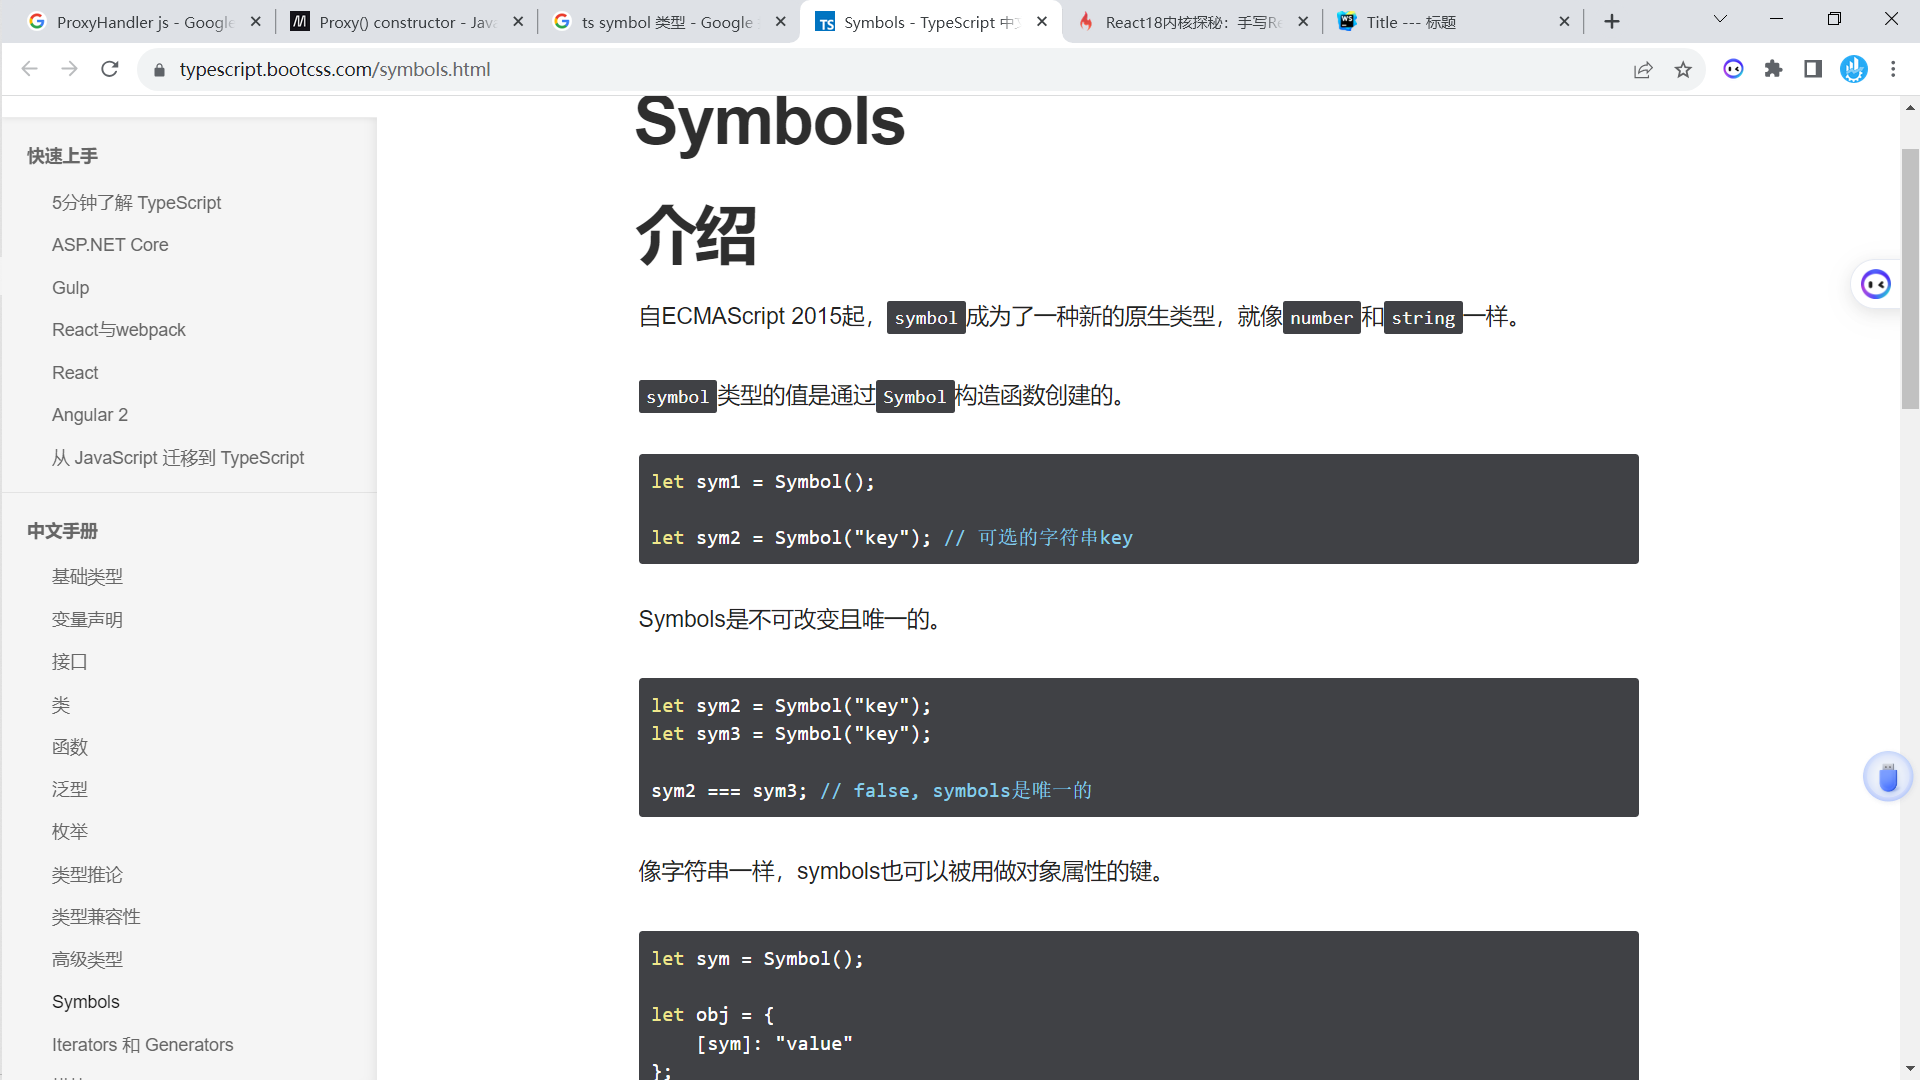 ProxyHandler js - Google
Proxy() constructor - Java
ts symbol 类型 - Google
Symbols - TypeScript 中文
React18内核探秘：手写Re
Title --- 标题
typescript.bootcss.com/symbols.html
快速上手
5分钟了解 TypeScript
ASP.NET Core
Gulp
React与webpack
React
Angular 2
从 JavaScript 迁移到 TypeScript
中文手册
基础类型
变量声明
接口
类
函数
泛型
枚举
类型推论
类型兼容性
高级类型
Symbols
Iterators 和 Generators
Symbols
介绍
自ECMAScript 2015起，symbol成为了一种新的原生类型，就像number和string一样。
symbol类型的值是通过Symbol构造函数创建的。
let sym1 = Symbol();
let sym2 = Symbol("key"); // 可选的字符串key
Symbols是不可改变且唯一的。
let sym2 = Symbol("key");
let sym3 = Symbol("key");
sym2 === sym3; // false, symbols是唯一的
像字符串一样，symbols也可以被用做对象属性的键。
let sym = Symbol();
let obj = {
[sym]: "value"
};